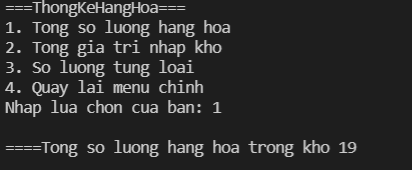 ===ThongKeHangHoa===
1. Tong so luong hang hoa
2. Tong gia tri nhap kho
3. So luong tung loai
4. Quay lai menu chinh
Nhap lua chon cua ban: 1
====Tong so luong hang hoa trong kho 19